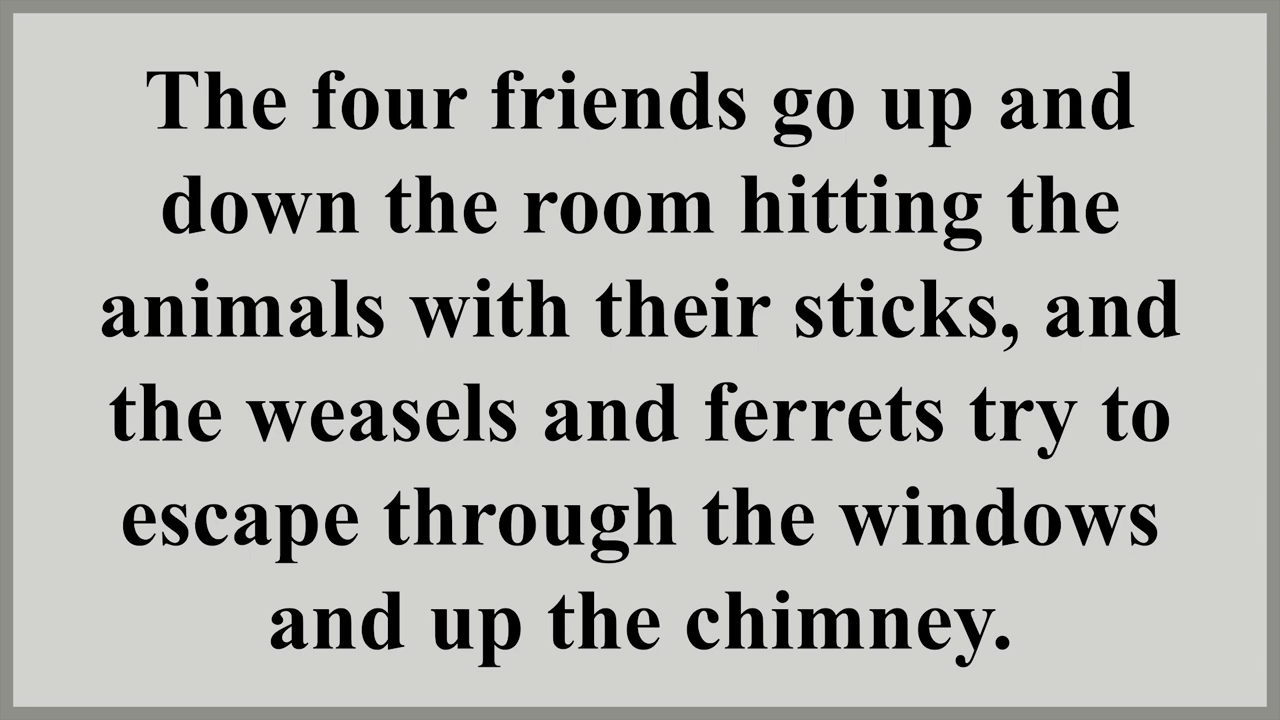 The four friends go up and
down the room hitting the
animals with their sticks, and
the weasels and ferrets try to
escape through the windows
and up the chimney.